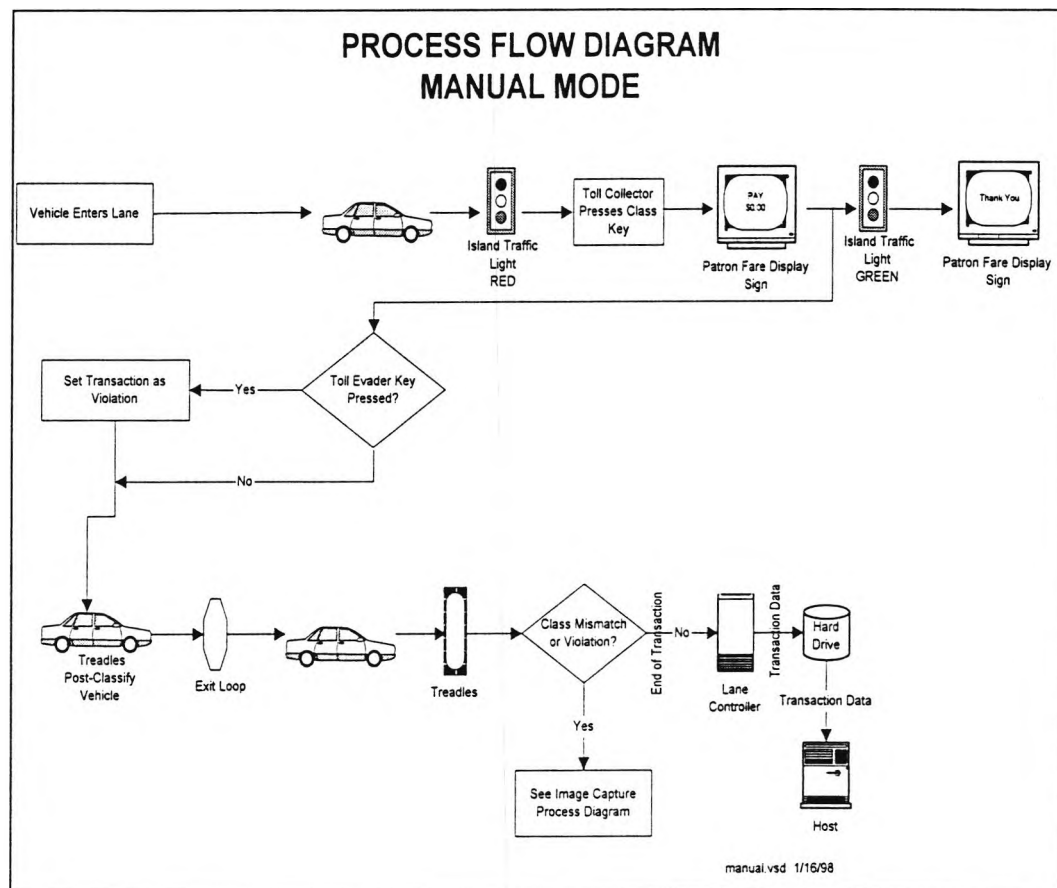 PROCESS FLOW DIAGRAM
MANUAL MODE
Vehicle Enters Lane
Island Traffic
Light
RED
Toll Collector
Presses Class
Key
PAY
$0.00
Patron Fare Display
Sign
Island Traffic
Light
GREEN
Thank You
Patron Fare Display
Sign
Set Transaction as
Violation
Yes
Toll Evader Key
Pressed?
No
Treadles
Post-Classify
Vehicle
Exit Loop
Treadles
Class Mismatch
or Violation?
End of Transaction
No
Lane
Controller
Transaction Data
Hard
Drive
Transaction Data
Host
Yes
See Image Capture
Process Diagram
manual.vsd 1/16/98